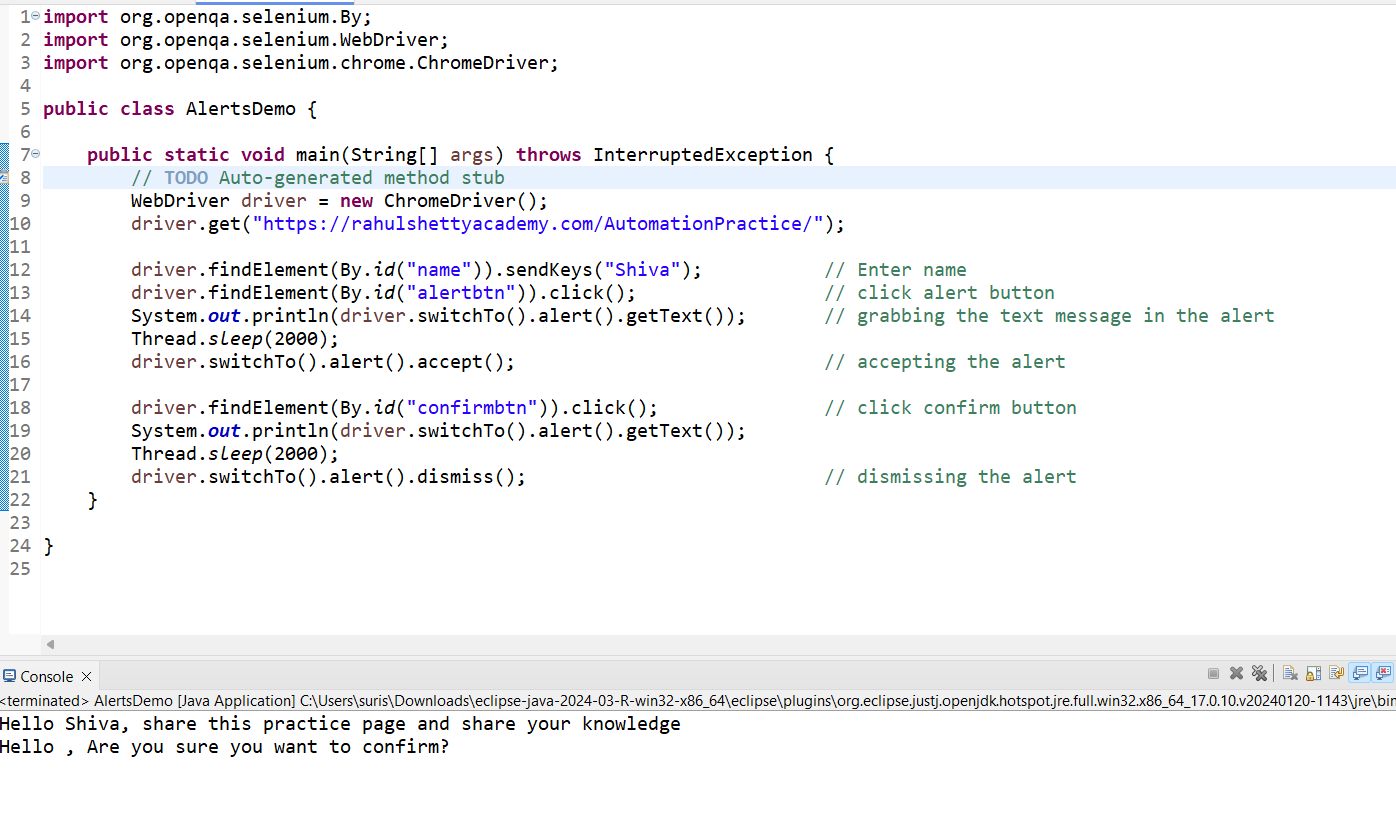 1 import org.openqa.selenium.By;
2 import org.openqa.selenium.WebDriver;
3 import org.openqa.selenium.chrome.ChromeDriver;
4
5 public class AlertsDemo {
6
7     public static void main(String[] args) throws InterruptedException {
8         // TODO Auto-generated method stub
9         WebDriver driver = new ChromeDriver();
10         driver.get("https://rahulshettyacademy.com/AutomationPractice/");
11
12         driver.findElement(By.id("name")).sendKeys("Shiva");           // Enter name
13         driver.findElement(By.id("alertbtn")).click();                 // click alert button
14         System.out.println(driver.switchTo().alert().getText());       // grabbing the text message in the alert
15         Thread.sleep(2000);
16         driver.switchTo().alert().accept();                            // accepting the alert
17
18         driver.findElement(By.id("confirmbtn")).click();               // click confirm button
19         System.out.println(driver.switchTo().alert().getText());
20         Thread.sleep(2000);
21         driver.switchTo().alert().dismiss();                           // dismissing the alert
22     }
23
24 }
25
Console
<terminated> AlertsDemo [Java Application] C:\Users\suris\Downloads\eclipse-java-2024-03-R-win32-x86_64\eclipse\plugins\org.eclipse.justj.openjdk.hotspot.jre.full.win32.x86_64_17.0.10.v20240120-1143\jre\bin
Hello Shiva, share this practice page and share your knowledge
Hello , Are you sure you want to confirm?